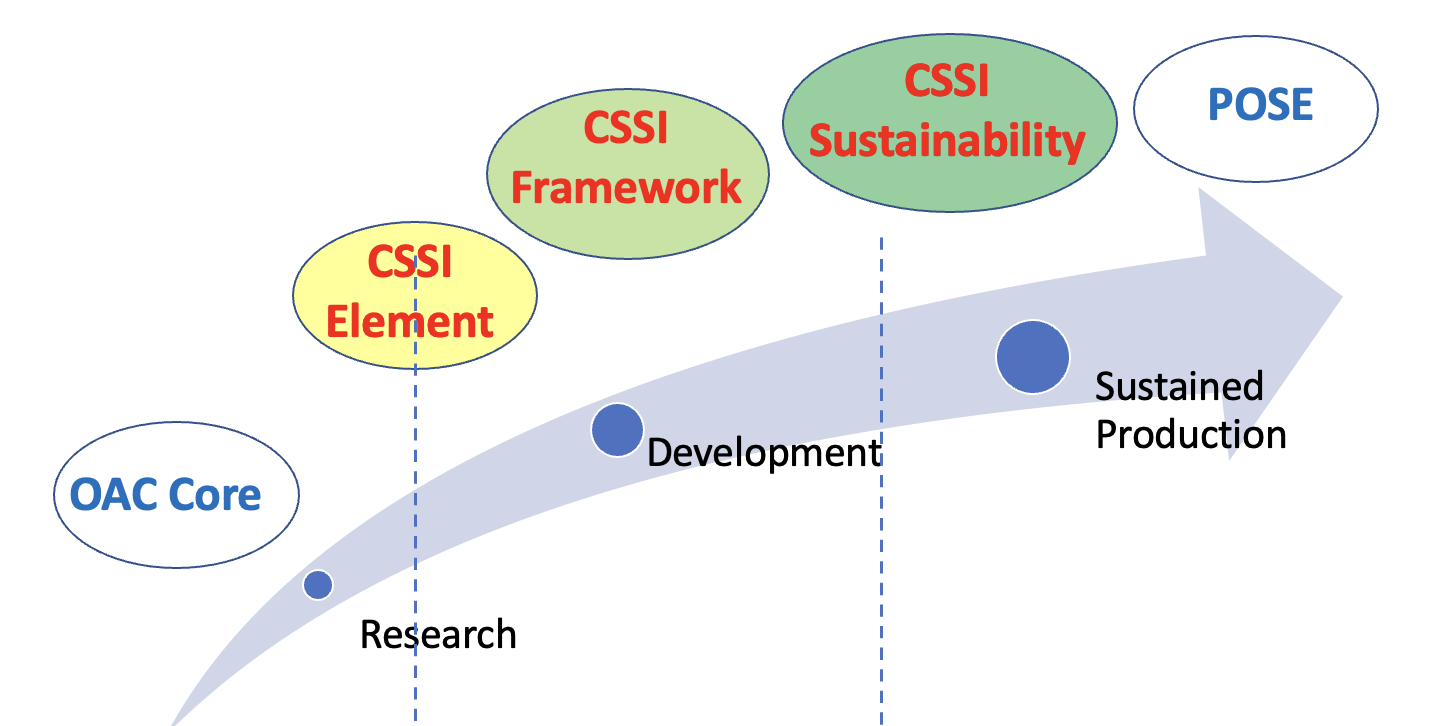 CSSI
Sustainability
POSE
CSSI
Framework
CSSI
Element
OAC Core
Sustained
Production
Development
Research